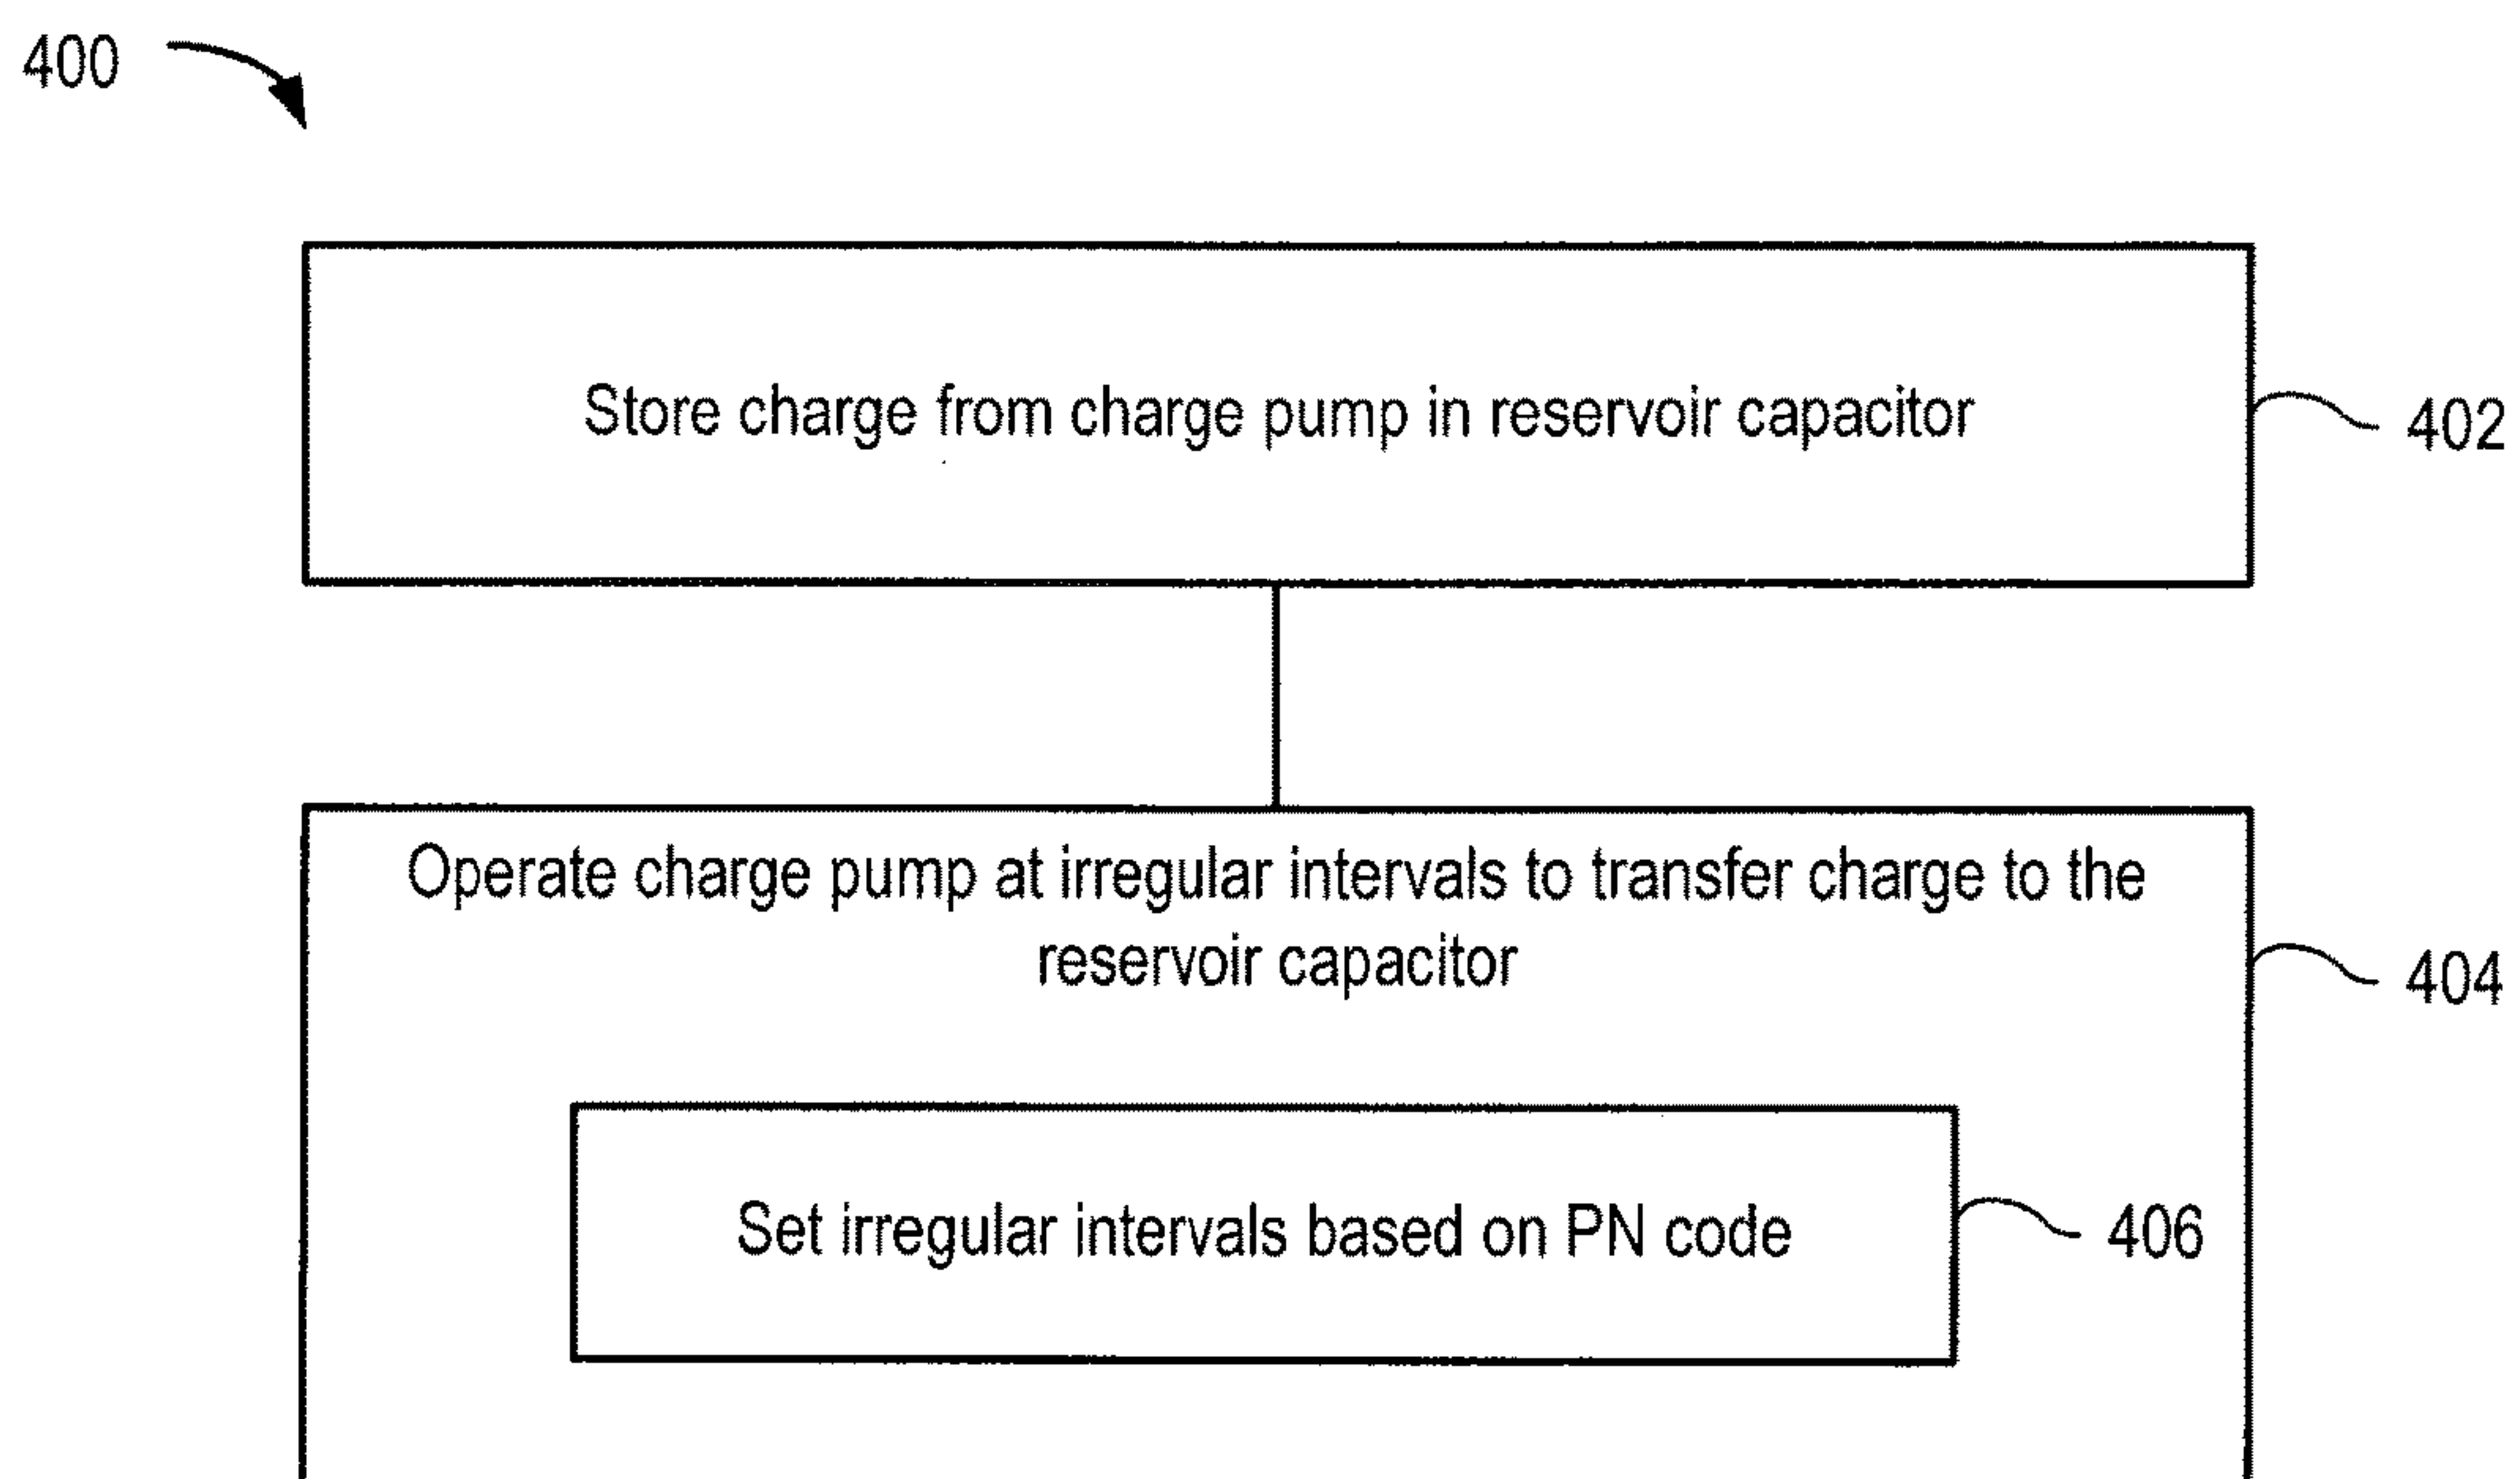 400
Store charge from charge pump in reservoir capacitor
402
Operate charge pump at irregular intervals to transfer charge to the
reservoir capacitor
404
Set irregular intervals based on PN code
406